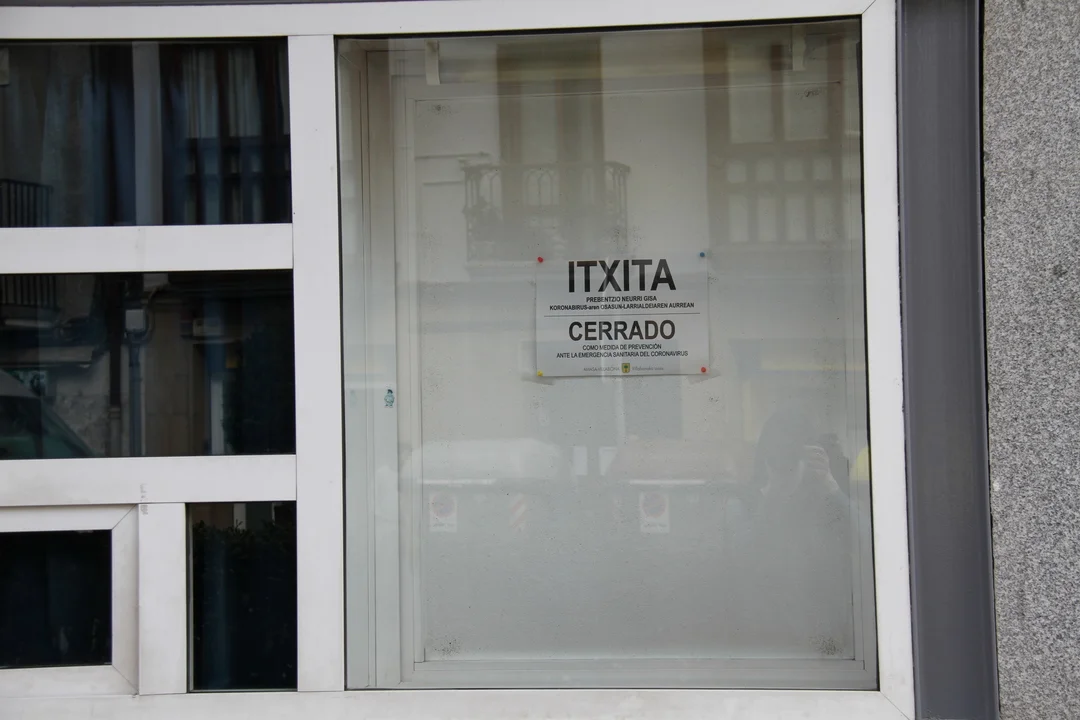 ITXITA
PREBENTZIO NEURRI GISA
KORONABIRUS-aren OSASUN-LARRIALDEIAREN AURREAN
CERRADO
COMO MEDIDA DE PREVENCIÓN
ANTE LA EMERGENCIA SANITARIA DEL CORONAVIRUS